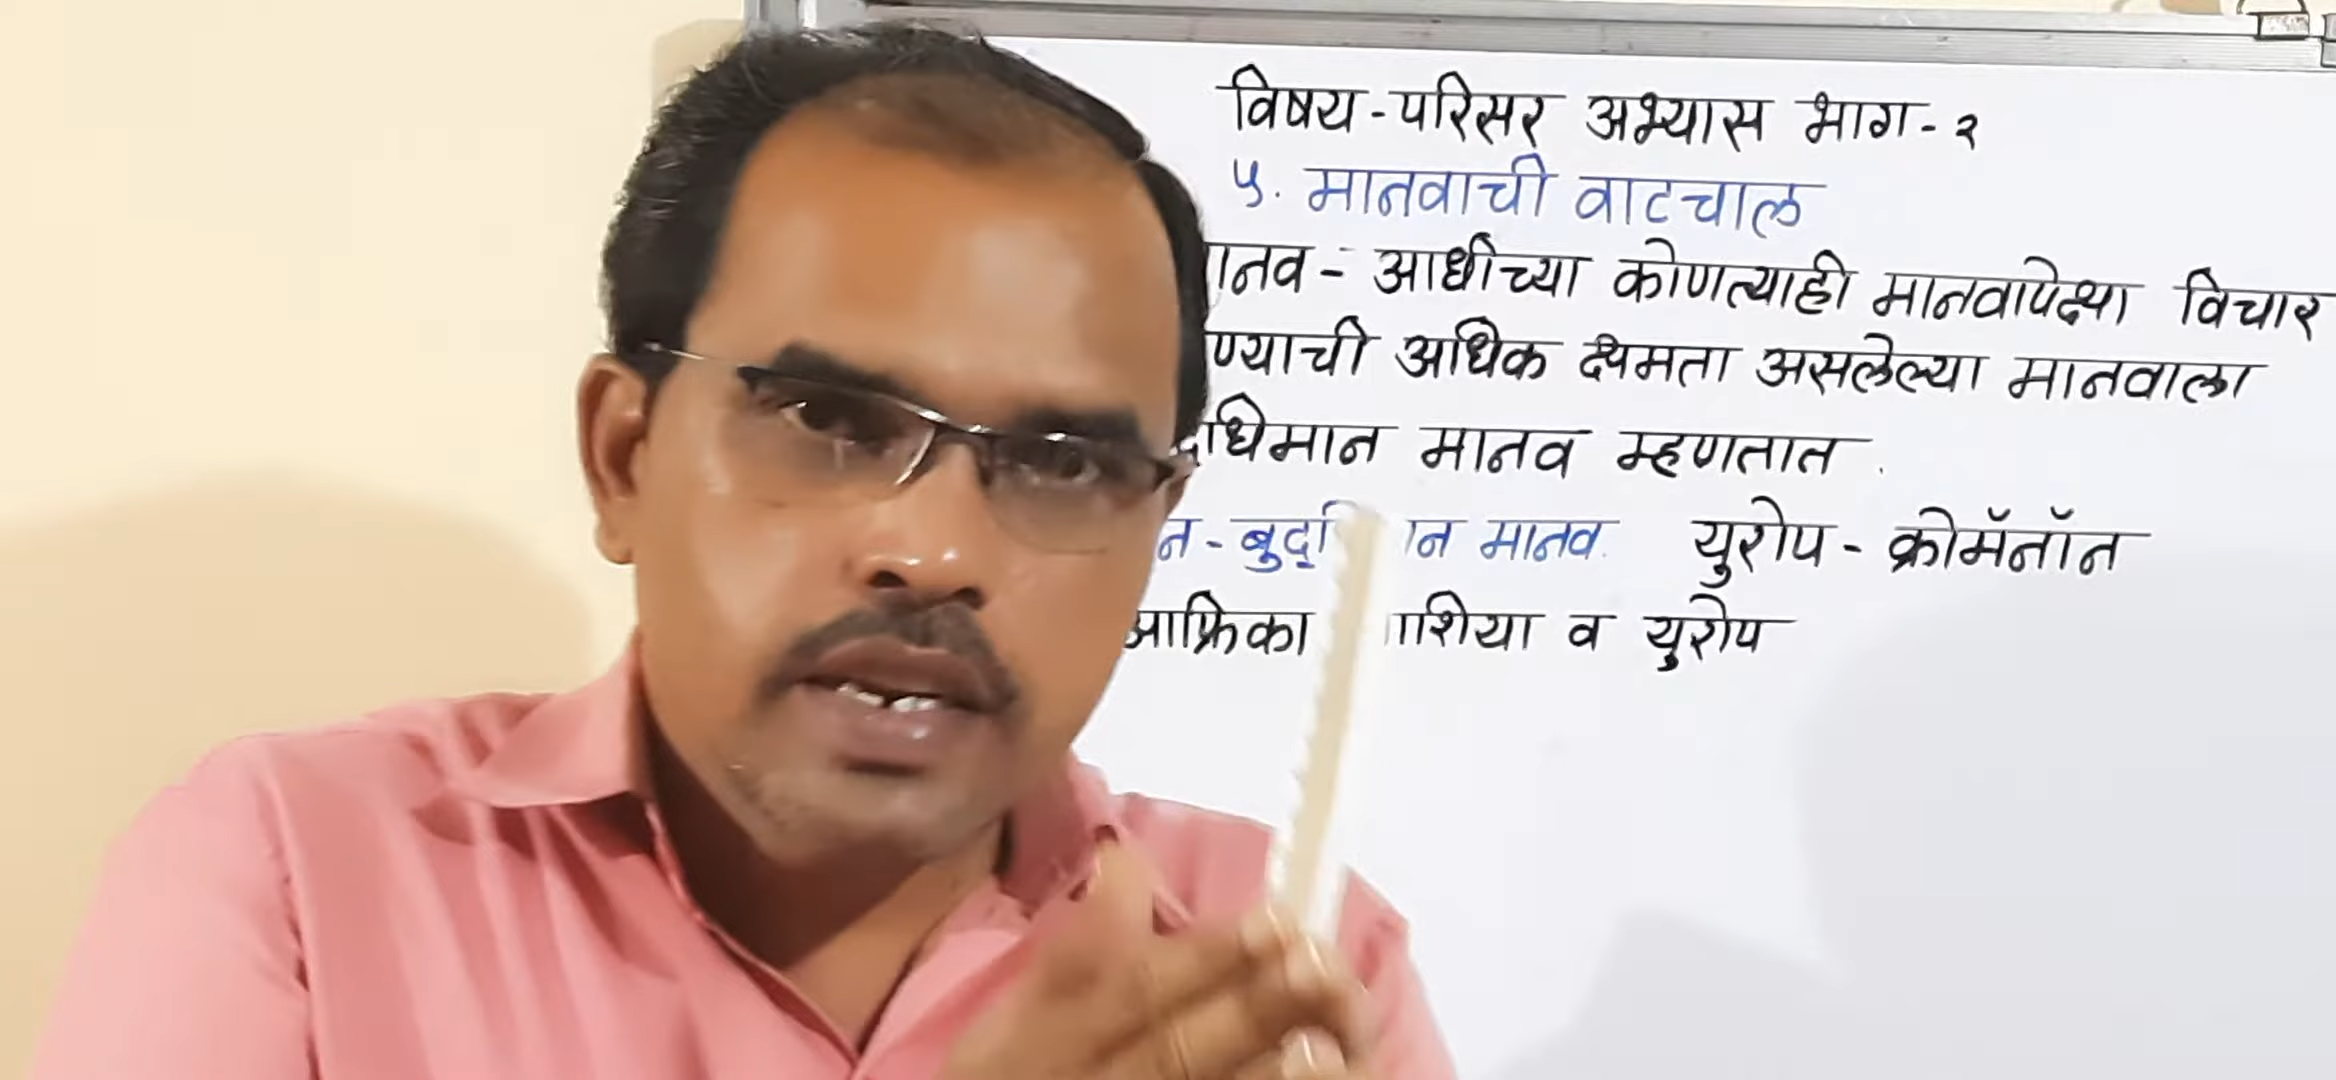 विषय-परिसर अभ्यास भाग-२
५. मानवाची वाटचाल
आधीच्या कोणत्याही मानवापेक्षा विचार
अधिक क्षमता असलेल्या मानवाला
मानव म्हणतात.
मानव. युरोप-क्रोमॅनॉन
आफ्रिका व युरोप